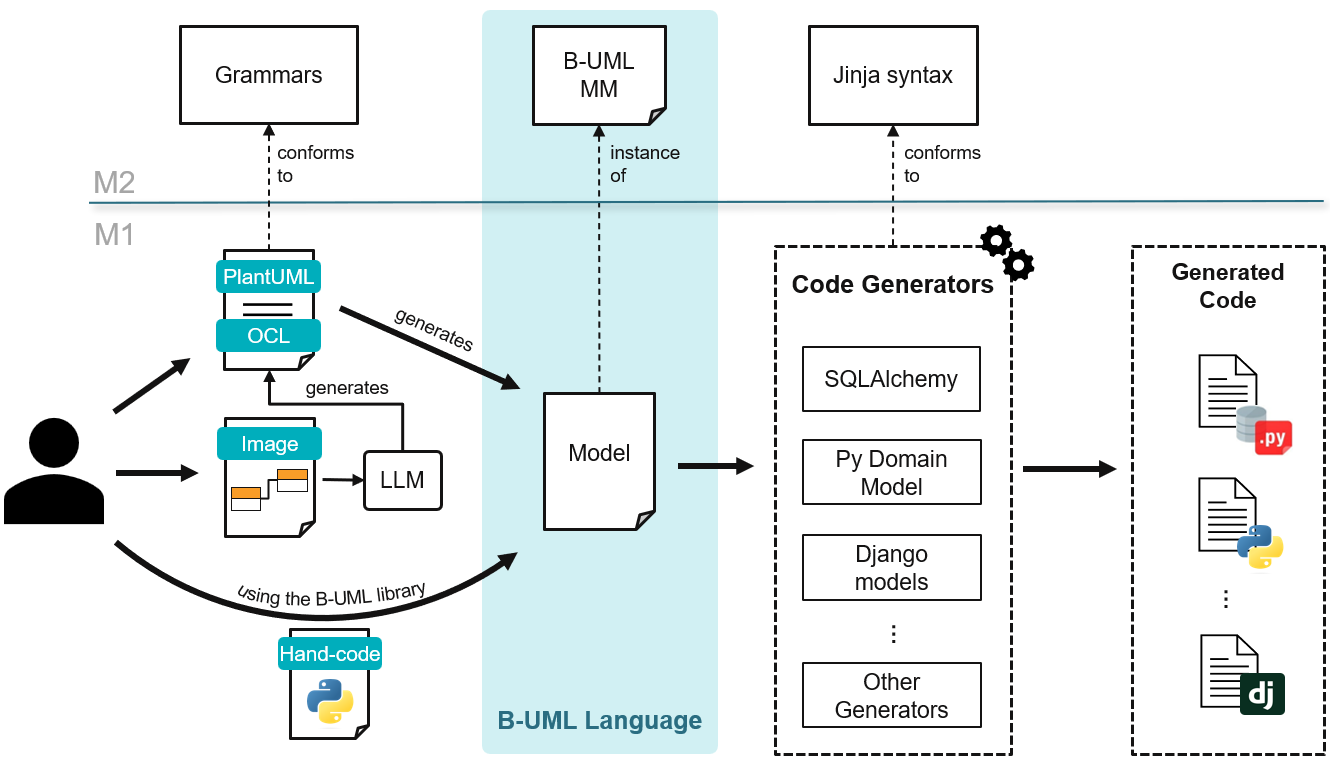 Grammars
B-UML
MM
Jinja syntax
conforms
to
instance
of
conforms
to
M2
M1
PlantUML
OCL
generates
generates
Image
LLM
using the B-UML library
Hand-code
Model
B-UML Language
Code Generators
SQLAlchemy
Py Domain
Model
Django
models
⋮
Other
Generators
Generated
Code
.py
⋮
dj